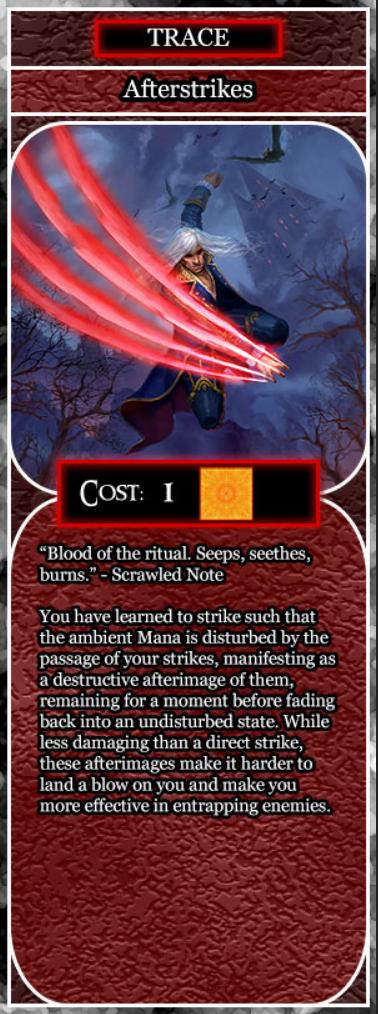 TRACE
Afterstrikes
COST: 1
“Blood of the ritual. Seeps, seethes,
burns.” - Scrawled Note
You have learned to strike such that
the ambient Mana is disturbed by the
passage of your strikes, manifesting as
a destructive afterimage of them,
remaining for a moment before fading
back into an undisturbed state. While
less damaging than a direct strike,
these afterimages make it harder to
land a blow on you and make you
more effective in entrapping enemies.